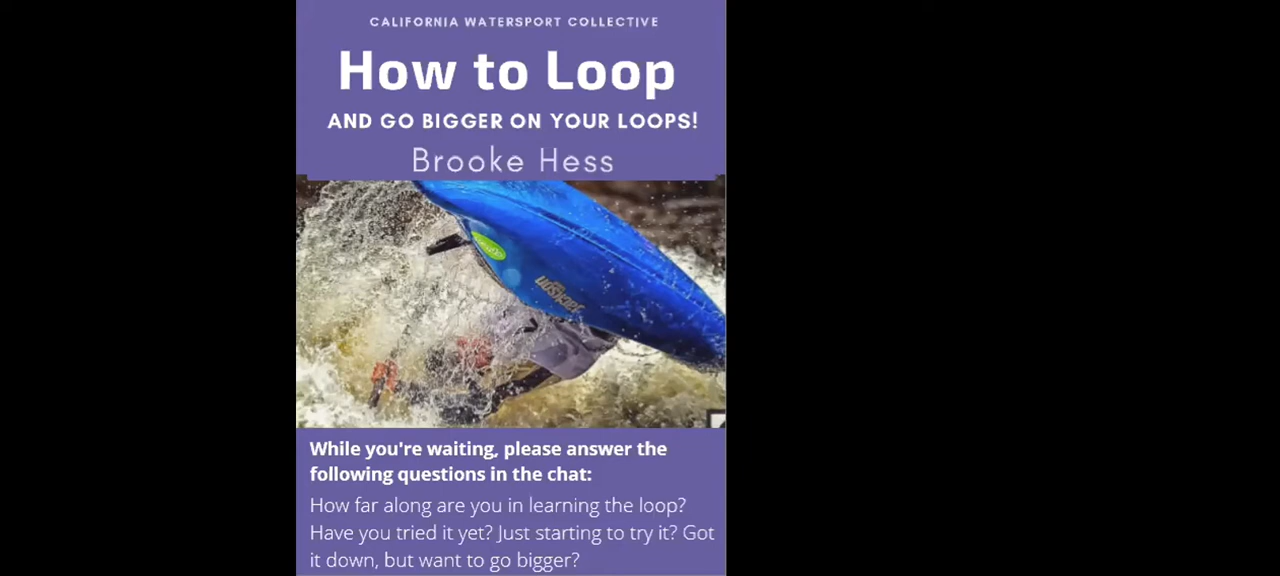 CALIFORNIA WATERSPORT COLLECTIVE
How to Loop
AND GO BIGGER ON YOUR LOOPS!
Brooke Hess
jackson
While you're waiting, please answer the
following questions in the chat:
How far along are you in learning the loop?
Have you tried it yet? Just starting to try it? Got
it down, but want to go bigger?